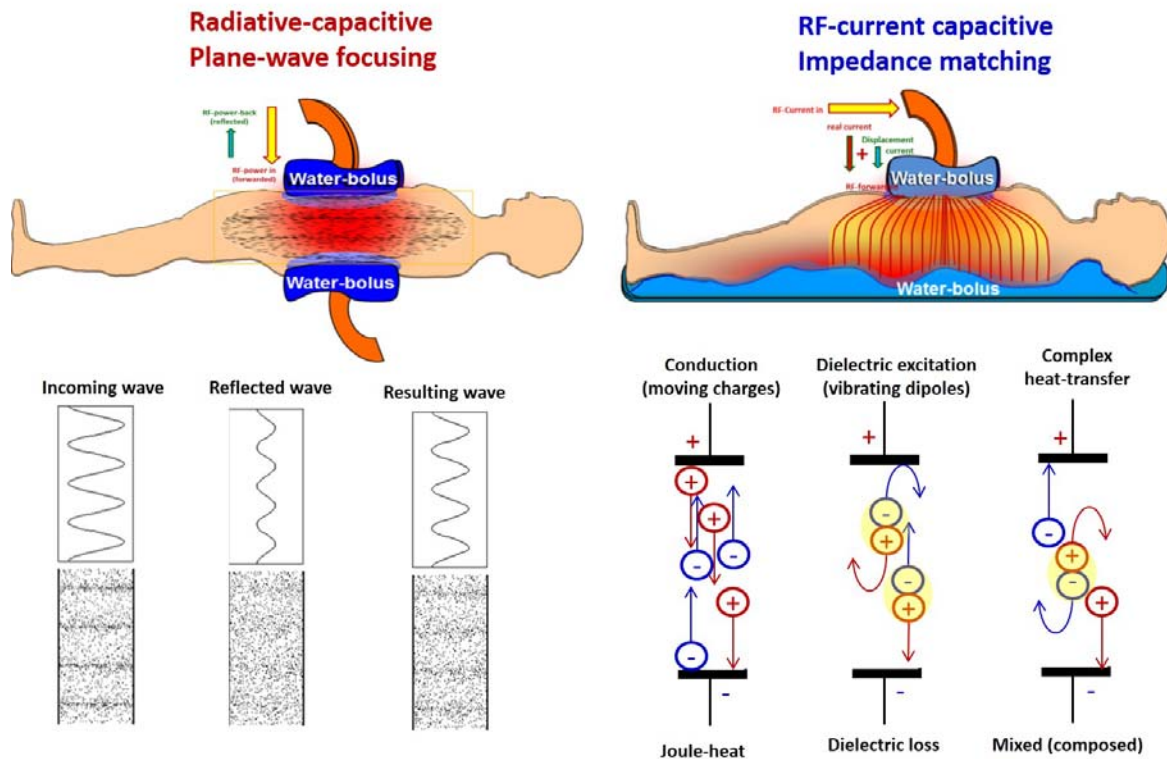 Radiative-capacitive
Plane-wave focusing
RF-power-back
(reflected)
RF-power in
(forwarded)
Water-bolus
Water-bolus
Incoming wave
Reflected wave
Resulting wave
RF-current capacitive
Impedance matching
RF-Current in
real current
Displacement
current
+
Water-bolus
Water-bolus
Conduction
(moving charges)
Dielectric excitation
(vibrating dipoles)
Complex
heat-transfer
+
+
+
+
+
-
-
-
+
-
-
+
-
+
-
+
-
+
-
+
-
Joule-heat
Dielectric loss
Mixed (composed)